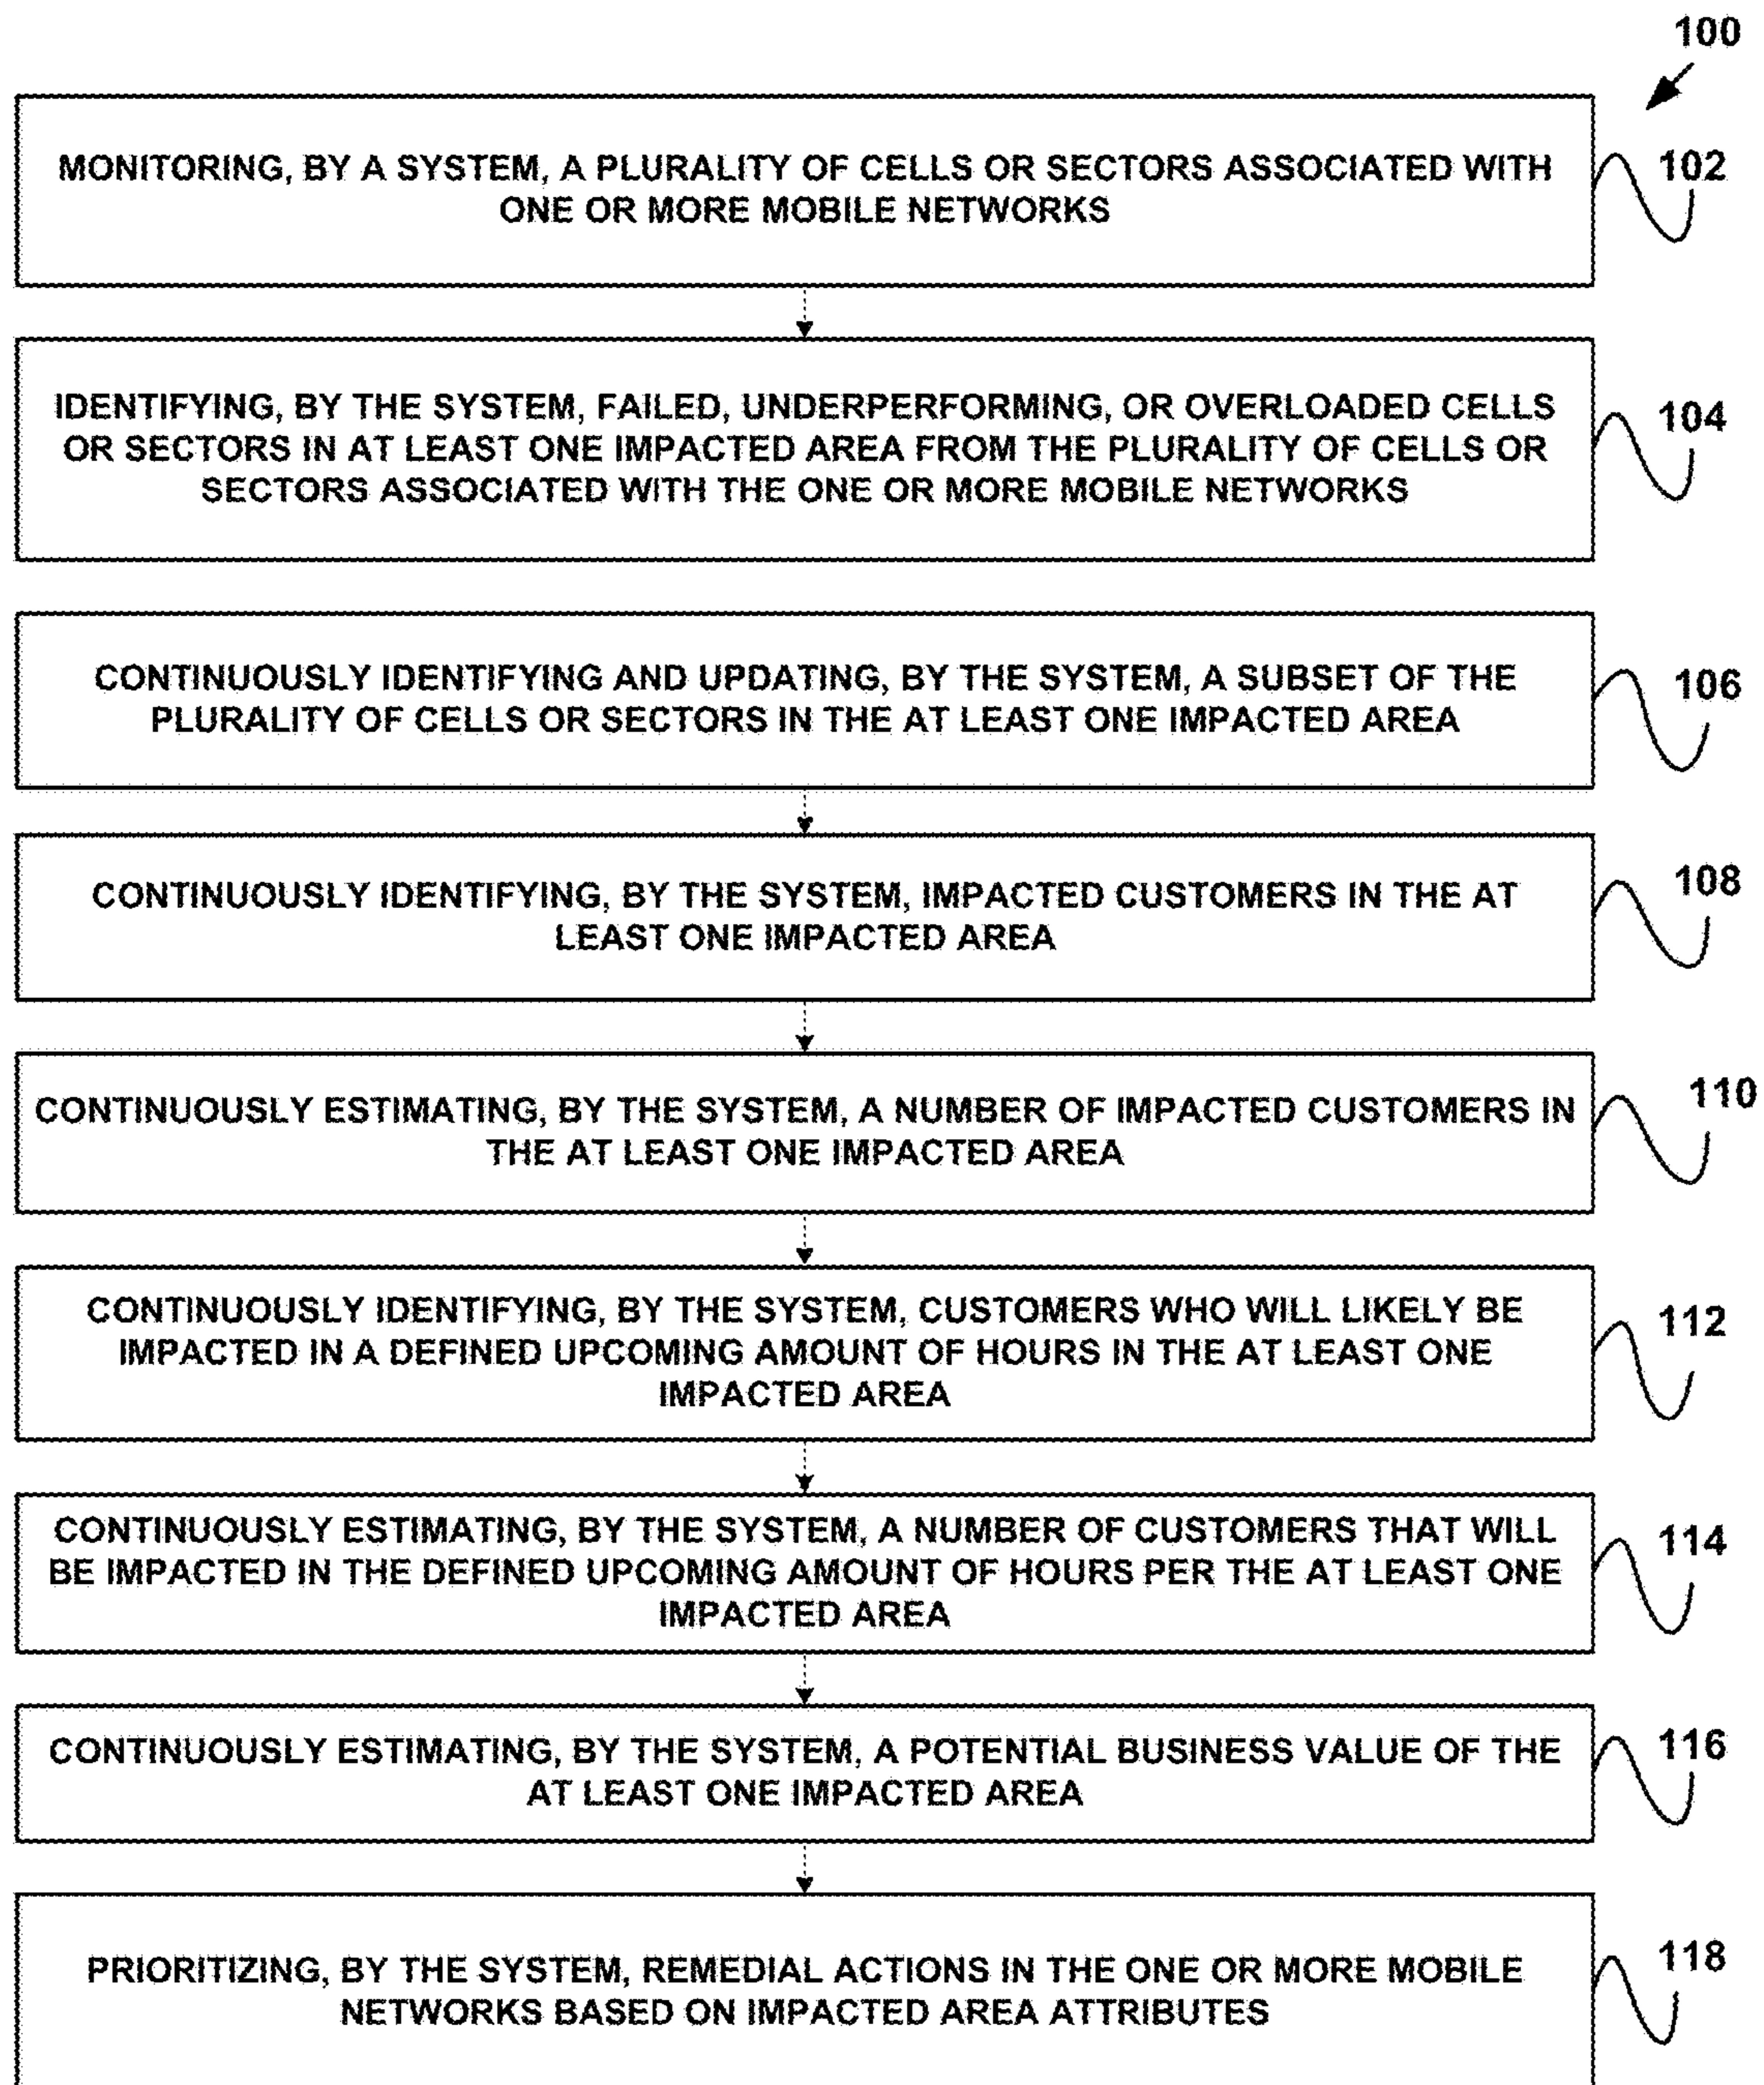 100
MONITORING, BY A SYSTEM, A PLURALITY OF CELLS OR SECTORS ASSOCIATED WITH
ONE OR MORE MOBILE NETWORKS
102
IDENTIFYING, BY THE SYSTEM, FAILED, UNDERPERFORMING, OR OVERLOADED CELLS
OR SECTORS IN AT LEAST ONE IMPACTED AREA FROM THE PLURALITY OF CELLS OR
SECTORS ASSOCIATED WITH THE ONE OR MORE MOBILE NETWORKS
104
CONTINUOUSLY IDENTIFYING AND UPDATING, BY THE SYSTEM, A SUBSET OF THE
PLURALITY OF CELLS OR SECTORS IN THE AT LEAST ONE IMPACTED AREA
106
CONTINUOUSLY IDENTIFYING, BY THE SYSTEM, IMPACTED CUSTOMERS IN THE AT
LEAST ONE IMPACTED AREA
108
CONTINUOUSLY ESTIMATING, BY THE SYSTEM, A NUMBER OF IMPACTED CUSTOMERS IN
THE AT LEAST ONE IMPACTED AREA
110
CONTINUOUSLY IDENTIFYING, BY THE SYSTEM, CUSTOMERS WHO WILL LIKELY BE
IMPACTED IN A DEFINED UPCOMING AMOUNT OF HOURS IN THE AT LEAST ONE
IMPACTED AREA
112
CONTINUOUSLY ESTIMATING, BY THE SYSTEM, A NUMBER OF CUSTOMERS THAT WILL
BE IMPACTED IN THE DEFINED UPCOMING AMOUNT OF HOURS PER THE AT LEAST ONE
IMPACTED AREA
114
CONTINUOUSLY ESTIMATING, BY THE SYSTEM, A POTENTIAL BUSINESS VALUE OF THE
AT LEAST ONE IMPACTED AREA
116
PRIORITIZING, BY THE SYSTEM, REMEDIAL ACTIONS IN THE ONE OR MORE MOBILE
NETWORKS BASED ON IMPACTED AREA ATTRIBUTES
118